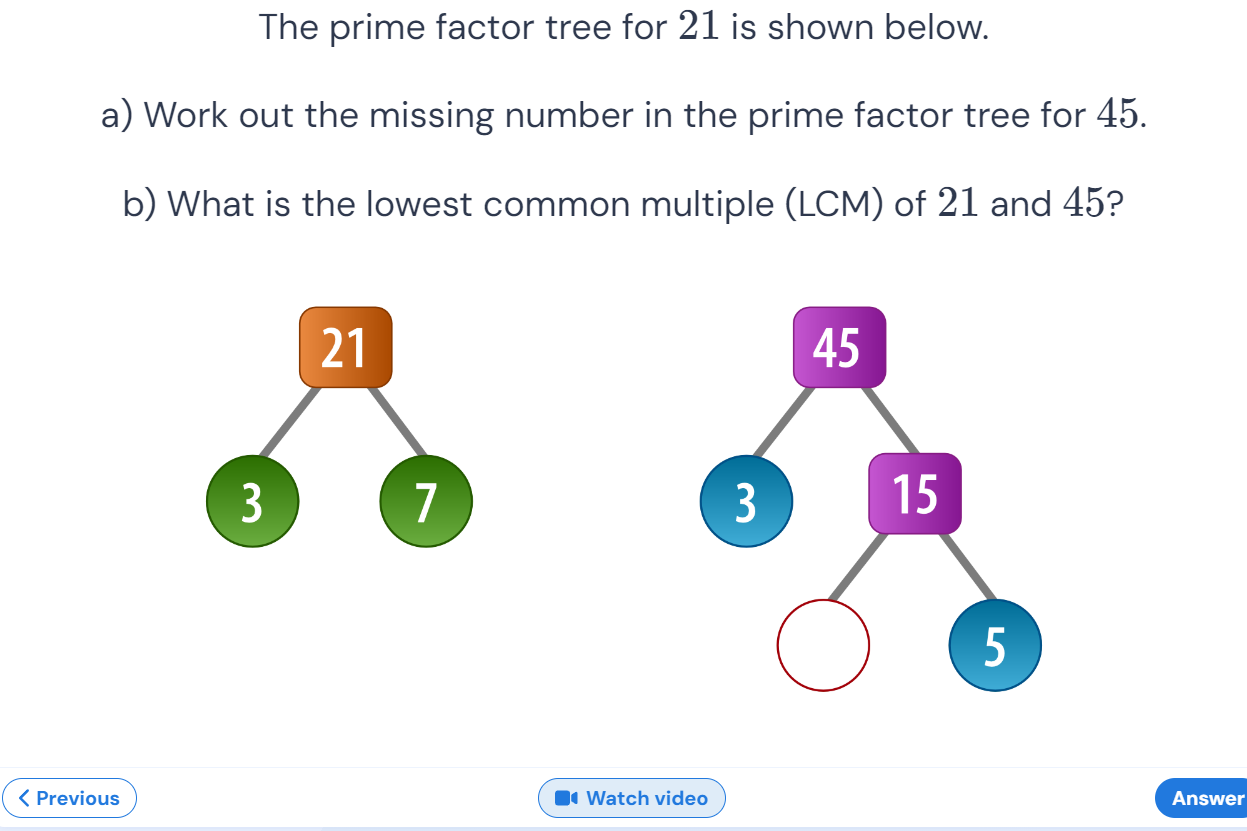 The prime factor tree for 21 is shown below.
a) Work out the missing number in the prime factor tree for 45.
b) What is the lowest common multiple (LCM) of 21 and 45?
21
45
3
7
3
15
5
Previous
Watch video
Answer